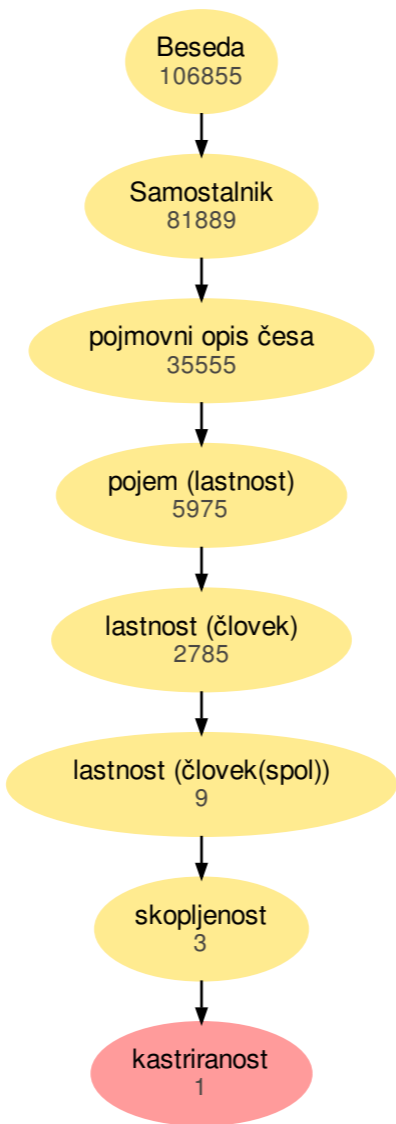 Beseda
106855
Samostalnik
81889
pojmovni opis česa
35555
pojem (lastnost)
5975
lastnost (človek)
2785
lastnost (človek(spol))
9
skopljenost
3
kastriranost
1